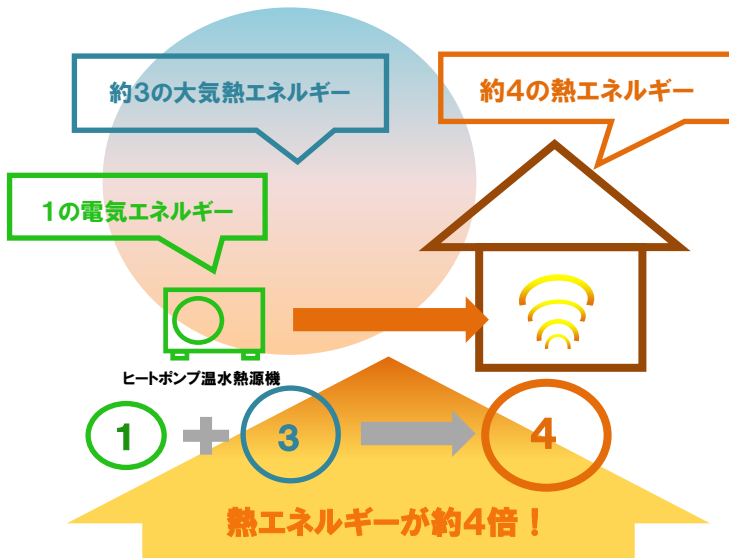 約3の大気熱エネルギー
約4の熱エネルギー
1の電気エネルギー
ヒートポンプ温水熱源機
1 + 3 4
熱エネルギーが約4倍！